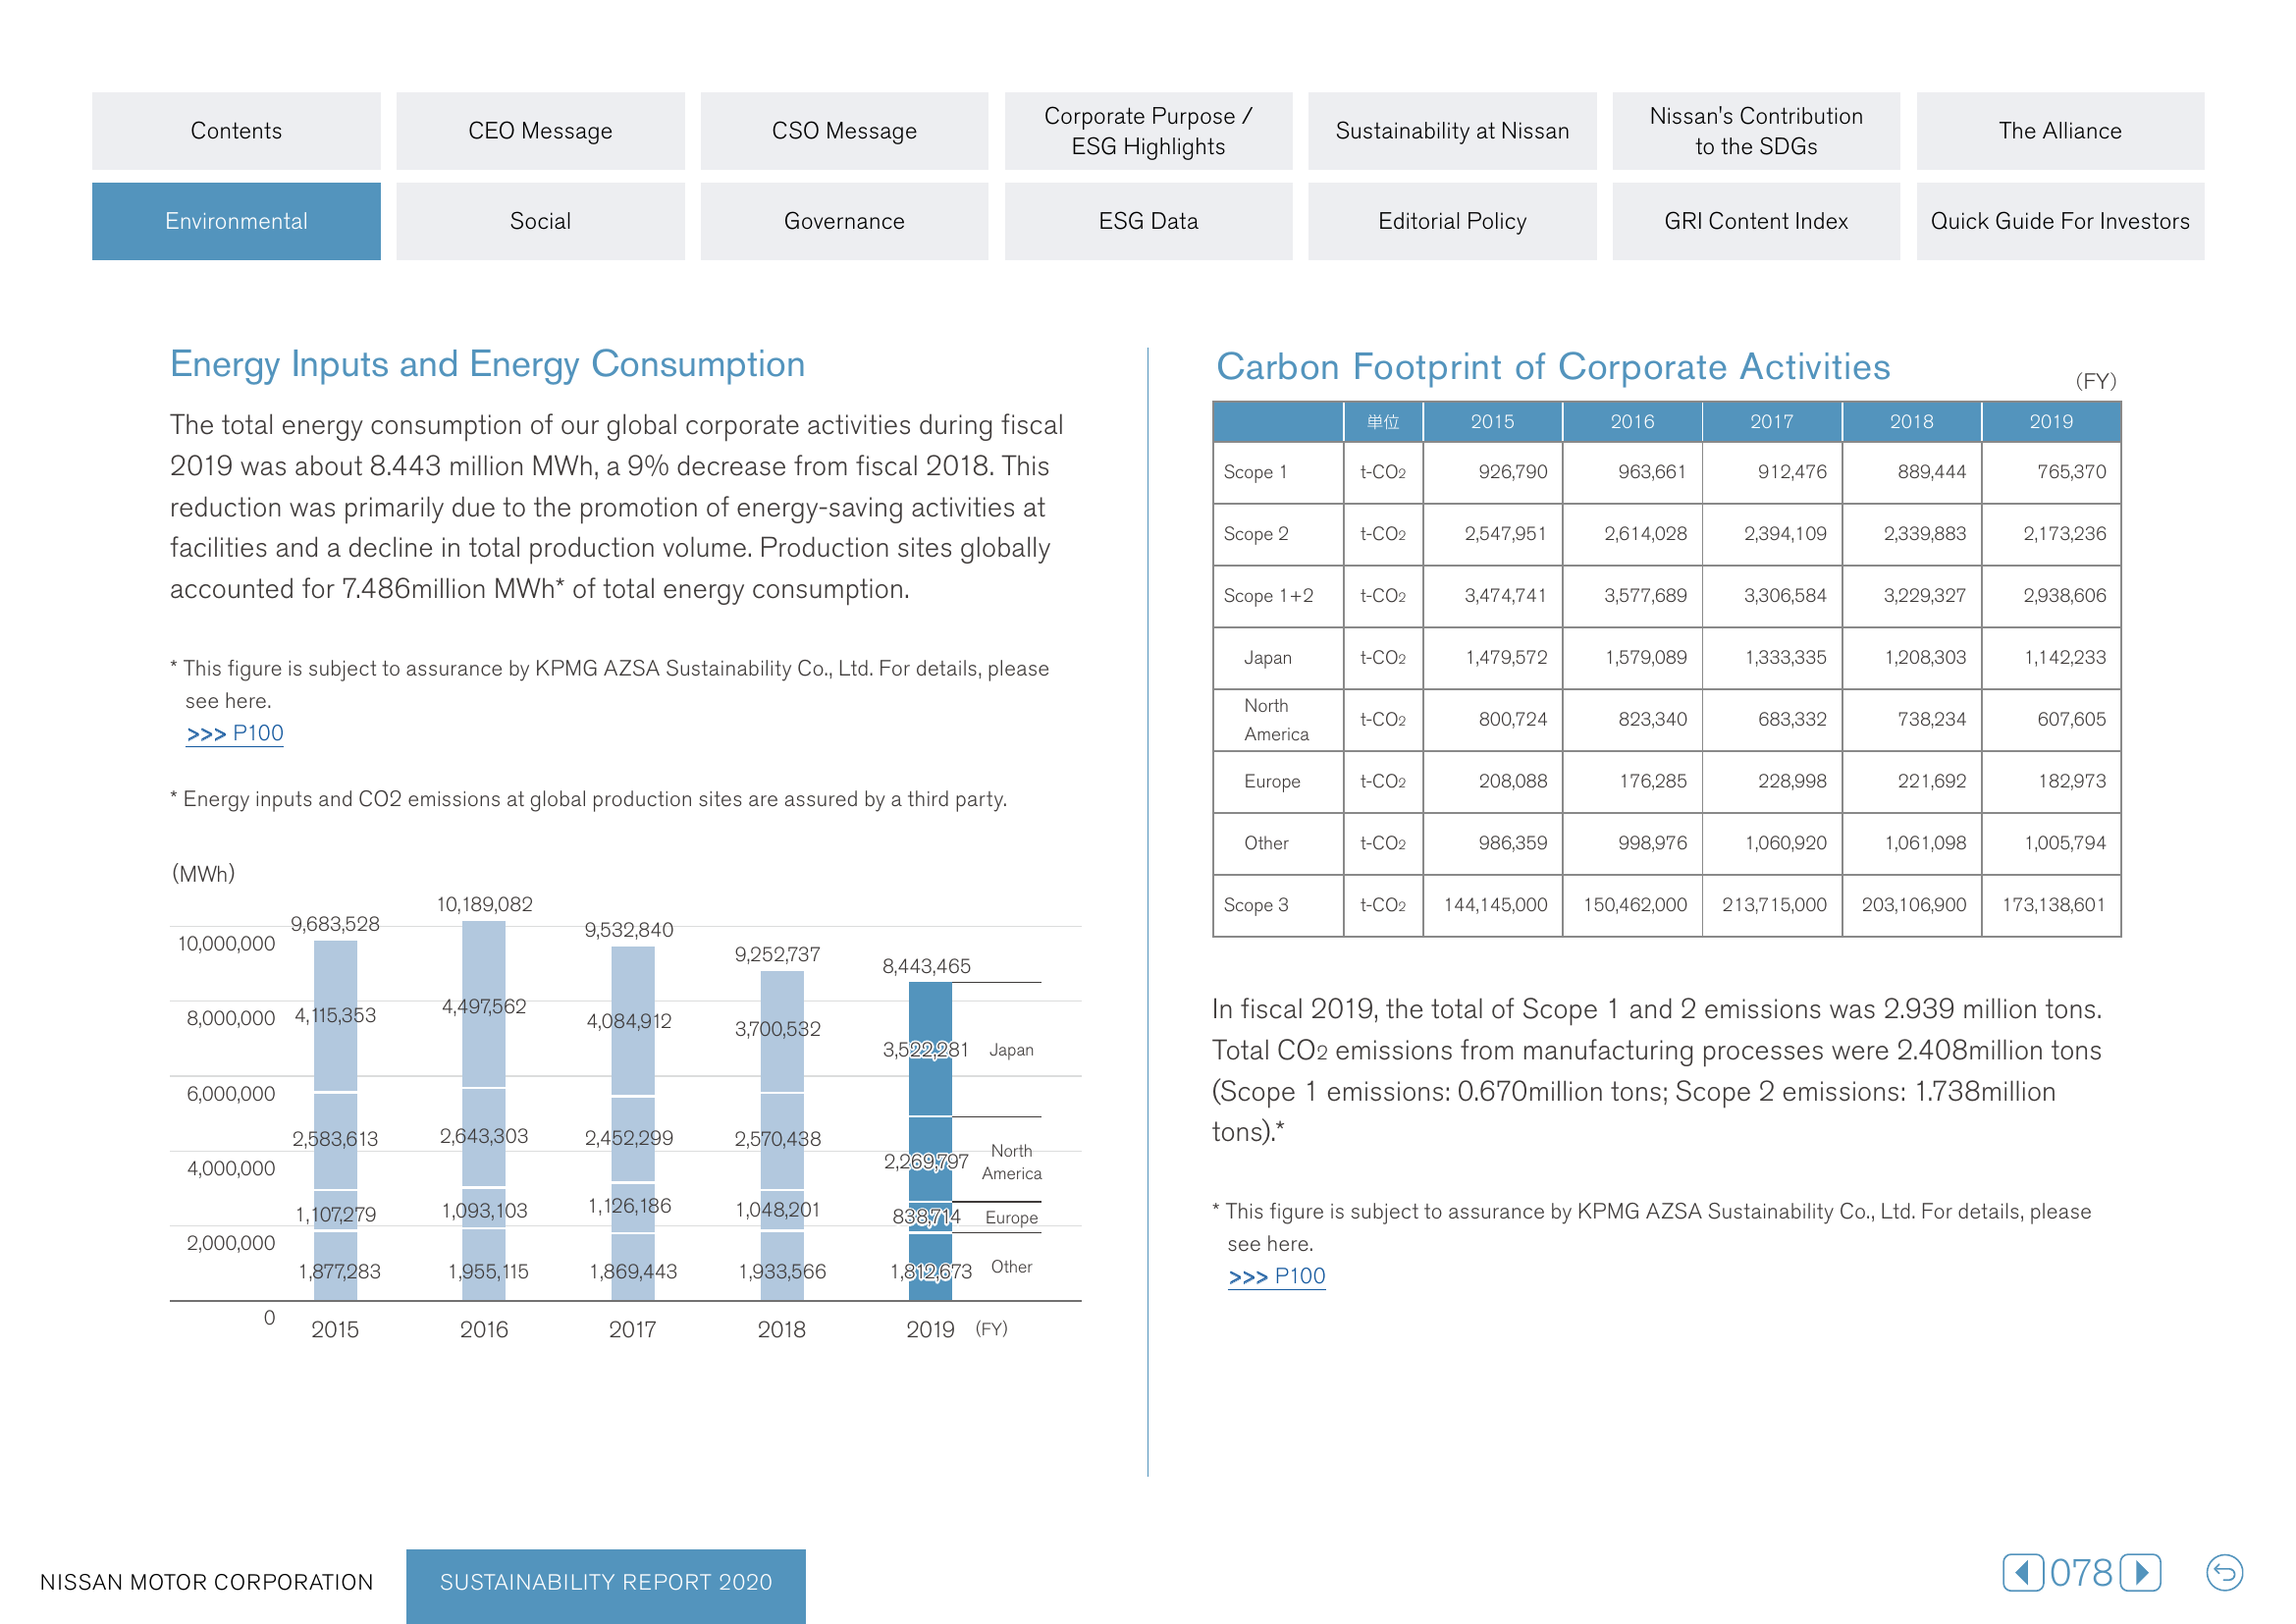 Contents
CEO Message
CSO Message
Corporate Purpose /
ESG Highlights
Sustainability at Nissan
Nissan's Contribution
to the SDGs
The Alliance
Environmental
Social
Governance
ESG Data
Editorial Policy
GRI Content Index
Quick Guide For Investors
Energy Inputs and Energy Consumption
The total energy consumption of our global corporate activities during fiscal
2019 was about 8.443 million MWh, a 9% decrease from fiscal 2018. This
reduction was primarily due to the promotion of energy-saving activities at
facilities and a decline in total production volume. Production sites globally
accounted for 7.486million MWh* of total energy consumption.
* This figure is subject to assurance by KPMG AZSA Sustainability Co., Ltd. For details, please
see here.
>>> P100
* Energy inputs and CO2 emissions at global production sites are assured by a third party.
(MWh)
10,000,000
8,000,000
6,000,000
4,000,000
2,000,000
0
9,683,528
4,115,353
2,583,613
1,107,279
1,877,283
2015
10,189,082
4,497,562
2,643,303
1,093,103
1,955,115
2016
9,532,840
4,084,912
2,452,299
1,126,186
1,869,443
2017
9,252,737
3,700,532
2,570,438
1,048,201
1,933,566
2018
8,443,465
3,522,281 Japan
2,269,797 North
America
838,714 Europe
1,812,673 Other
2019 (FY)
Carbon Footprint of Corporate Activities
(FY)
単位 2015 2016 2017 2018 2019
Scope 1 t-CO2 926,790 963,661 912,476 889,444 765,370
Scope 2 t-CO2 2,547,951 2,614,028 2,394,109 2,339,883 2,173,236
Scope 1+2 t-CO2 3,474,741 3,577,689 3,306,584 3,229,327 2,938,606
Japan t-CO2 1,479,572 1,579,089 1,333,335 1,208,303 1,142,233
North
America t-CO2 800,724 823,340 683,332 738,234 607,605
Europe t-CO2 208,088 176,285 228,998 221,692 182,973
Other t-CO2 986,359 998,976 1,060,920 1,061,098 1,005,794
Scope 3 t-CO2 144,145,000 150,462,000 213,715,000 203,106,900 173,138,601
In fiscal 2019, the total of Scope 1 and 2 emissions was 2.939 million tons.
Total CO2 emissions from manufacturing processes were 2.408million tons
(Scope 1 emissions: 0.670million tons; Scope 2 emissions: 1.738million
tons).*
* This figure is subject to assurance by KPMG AZSA Sustainability Co., Ltd. For details, please
see here.
>>> P100
NISSAN MOTOR CORPORATION
SUSTAINABILITY REPORT 2020
078